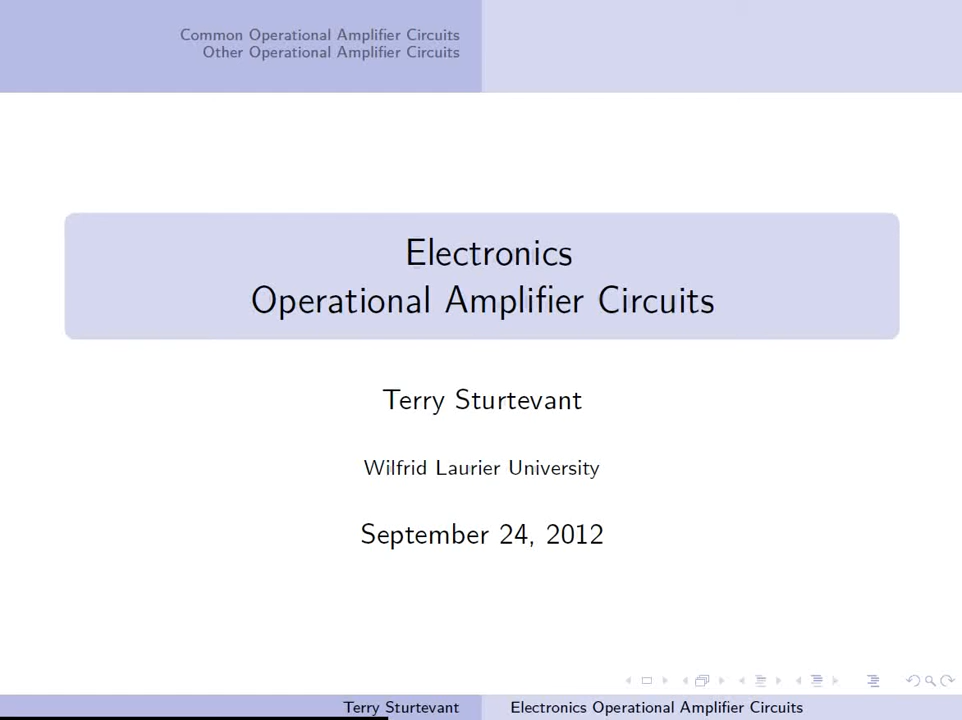 Common Operational Amplifier Circuits
Other Operational Amplifier Circuits
Electronics
Operational Amplifier Circuits
Terry Sturtevant
Wilfrid Laurier University
September 24, 2012
Terry Sturtevant
Electronics Operational Amplifier Circuits